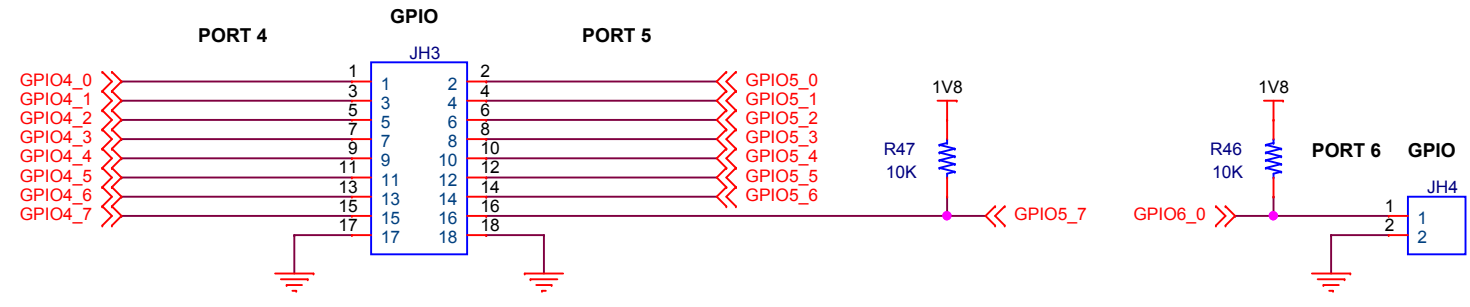 GPIO
PORT 4
PORT 5
JH3
GPIO4_0 1 1 2 2 GPIO5_0
GPIO4_1 3 3 4 4 GPIO5_1
GPIO4_2 5 5 6 6 GPIO5_2
GPIO4_3 7 7 8 8 GPIO5_3
GPIO4_4 9 9 10 10 GPIO5_4
GPIO4_5 11 11 12 12 GPIO5_5
GPIO4_6 13 13 14 14 GPIO5_6
GPIO4_7 15 15 16 16 GPIO5_7
17 17 18 18
1V8
R47
10K
1V8
R46
10K
PORT 6 GPIO
JH4
GPIO6_0 1 1
2 2